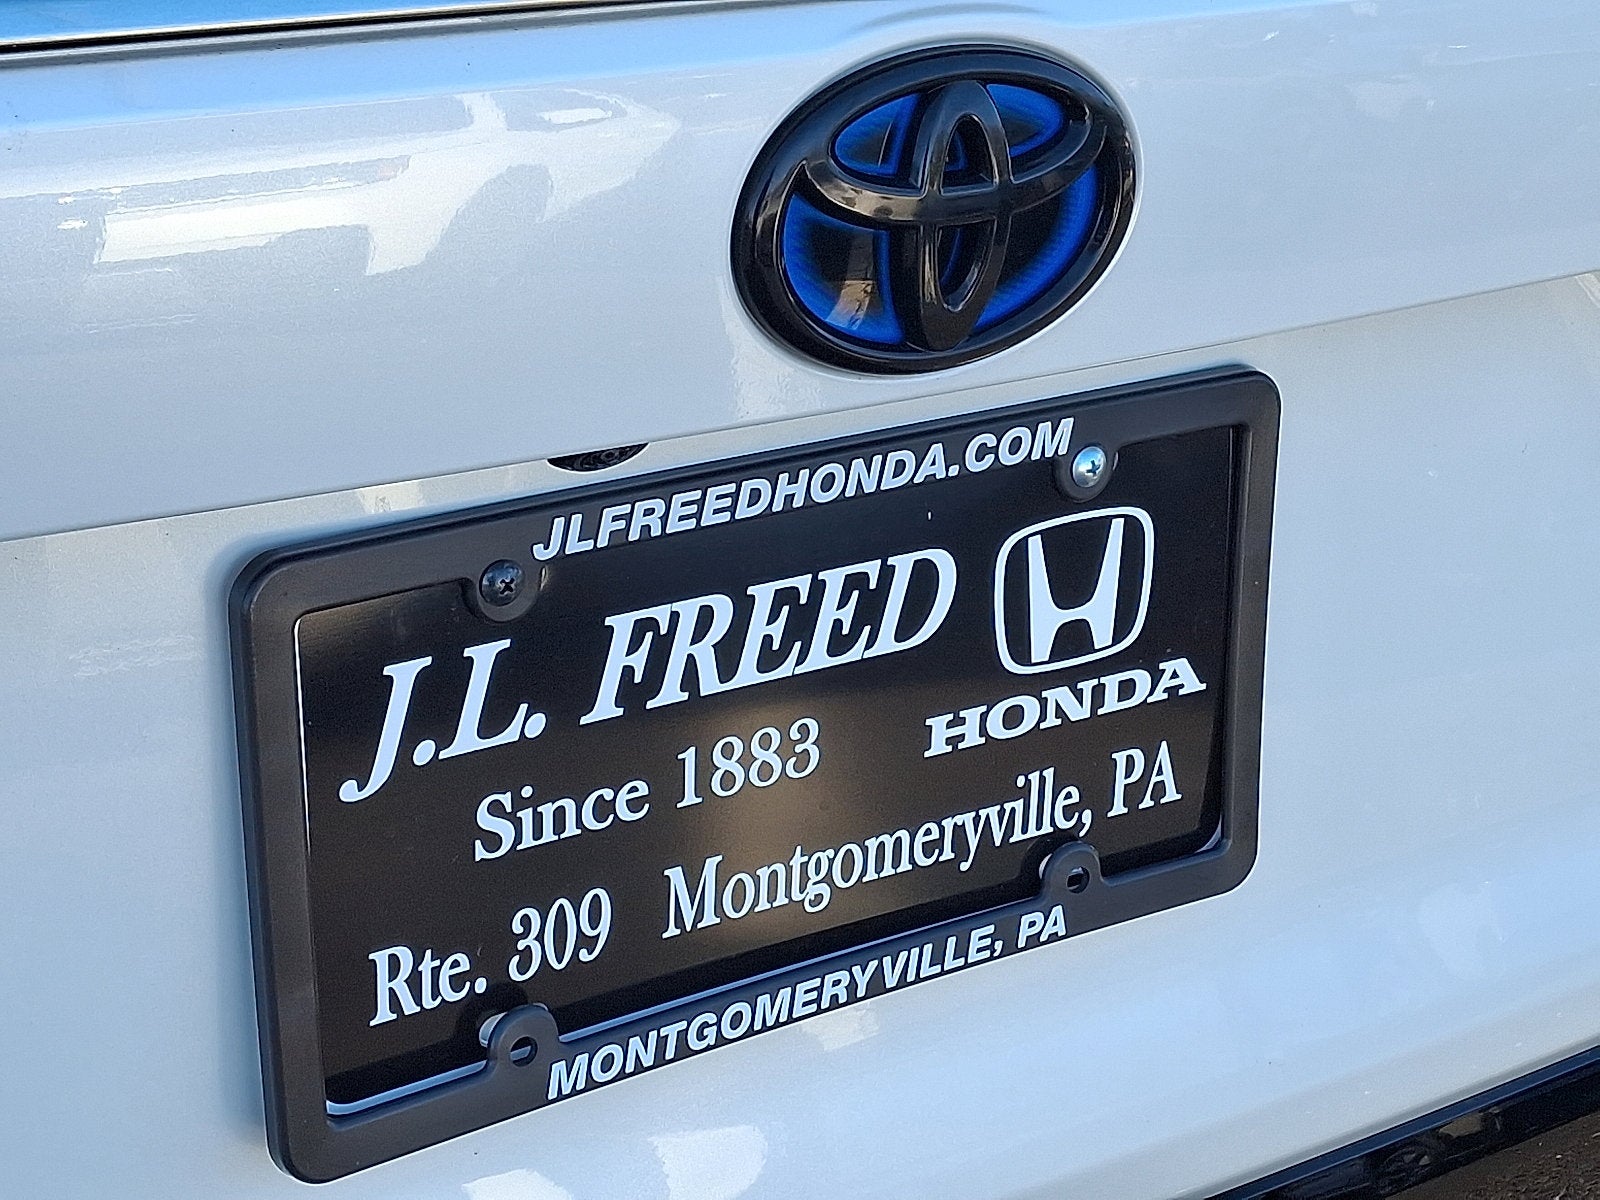 JLFREEDHONDA.COM
J.L. FREED
HONDA
Since 1883
Rte. 309 Montgomeryville, PA
MONTGOMERYVILLE, PA